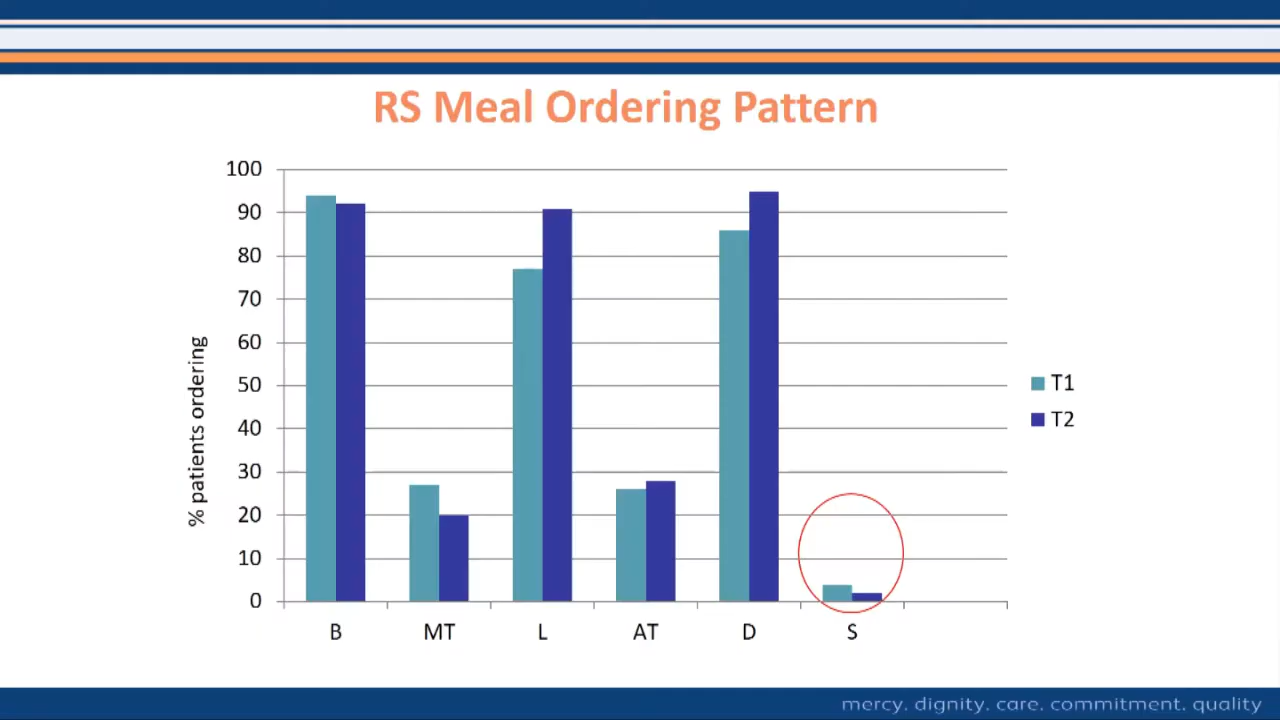 RS Meal Ordering Pattern
100
90
80
70
60
50
40
30
20
10
0
% patients ordering
B MT L AT D S
T1
T2
mercy. dignity. care. commitment. quality